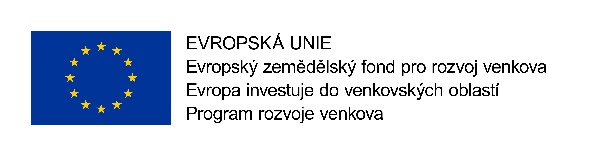 EVROPSKÁ UNIE
Evropský zemědělský fond pro rozvoj venkova
Evropa investuje do venkovských oblastí
Program rozvoje venkova